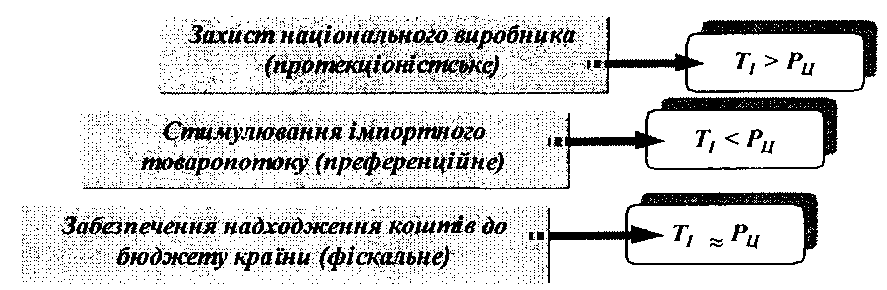 Захист національного виробника
(протекціоністське)
T_I > P_Ц
Стимулювання імпортного
товаропотоку (преференційне)
T_I < P_Ц
Забезпечення надходження коштів до
бюджету країни (фіскальне)
T_I ≈ P_Ц